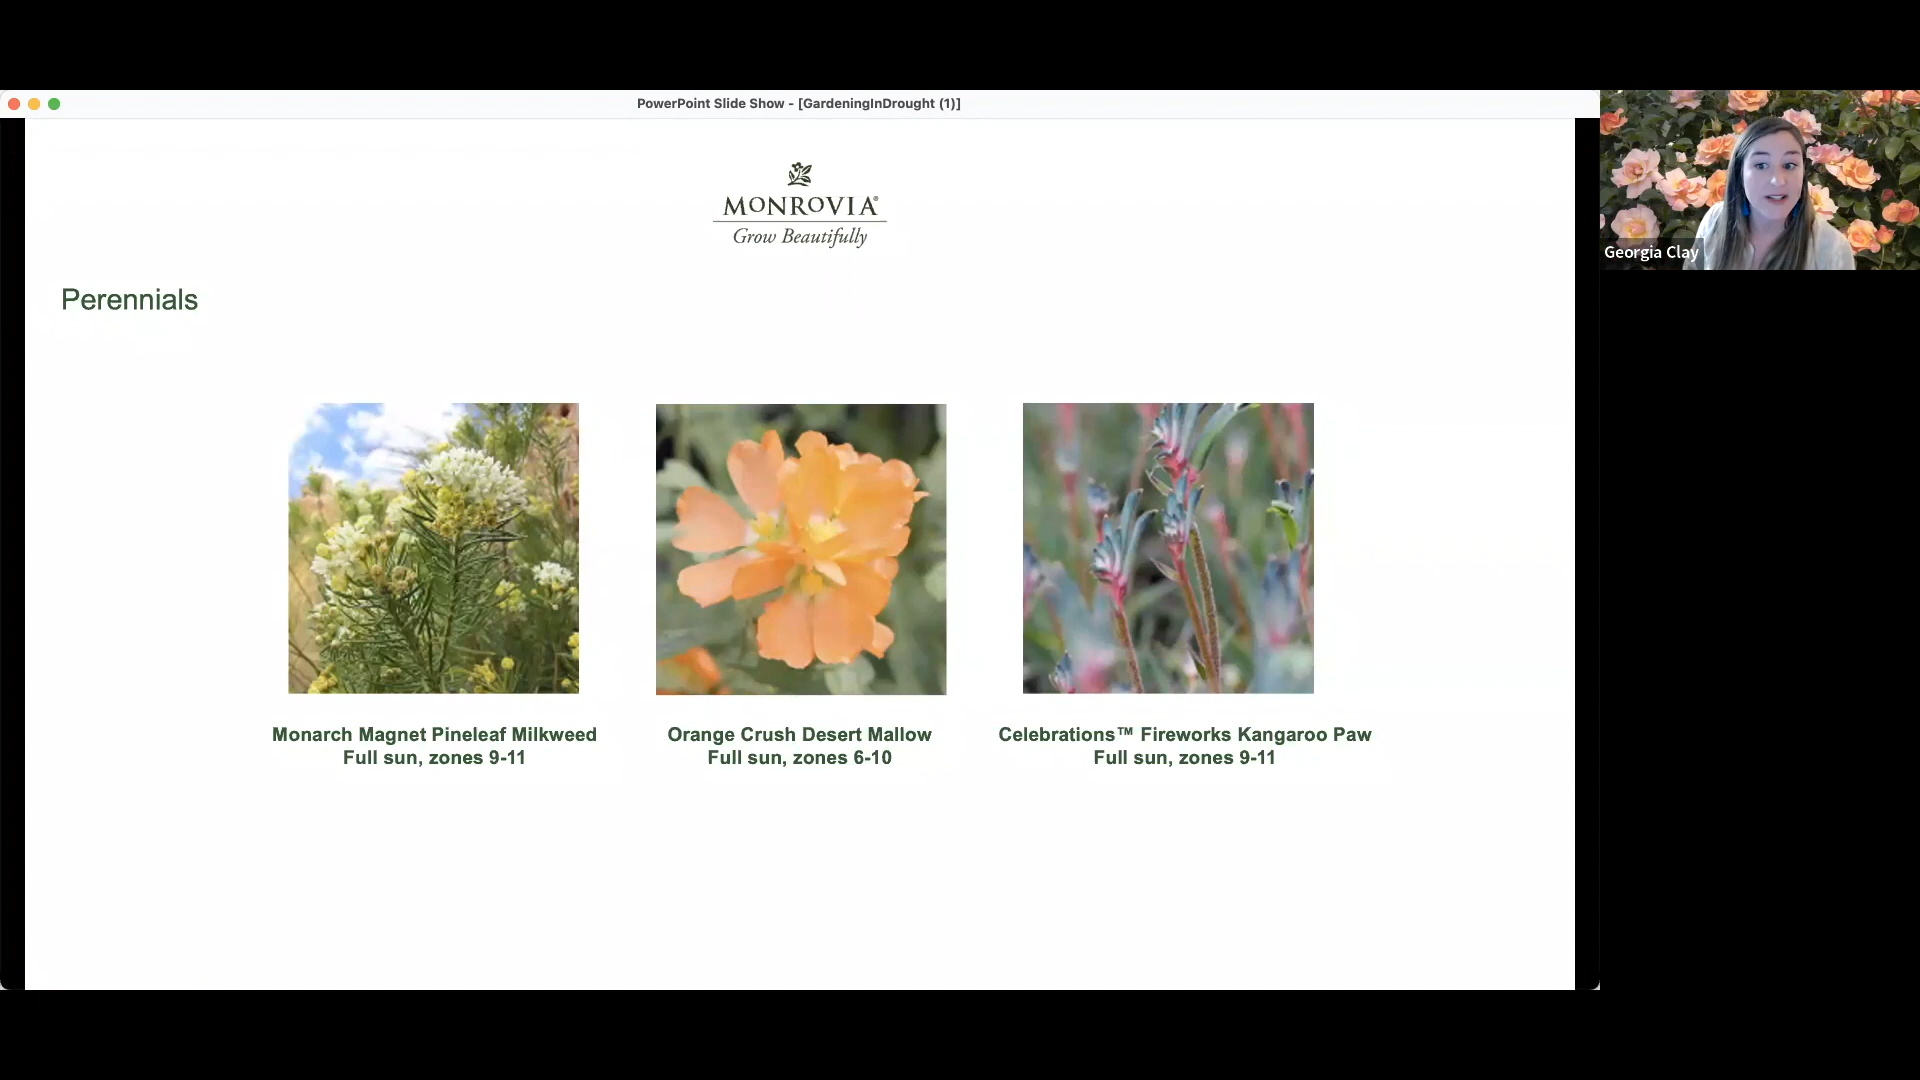 PowerPoint Slide Show - [GardeningInDrought (1)]
MONROVIA®
Grow Beautifully
Georgia Clay
Perennials
Monarch Magnet Pineleaf Milkweed
Full sun, zones 9-11
Orange Crush Desert Mallow
Full sun, zones 6-10
Celebrations™ Fireworks Kangaroo Paw
Full sun, zones 9-11